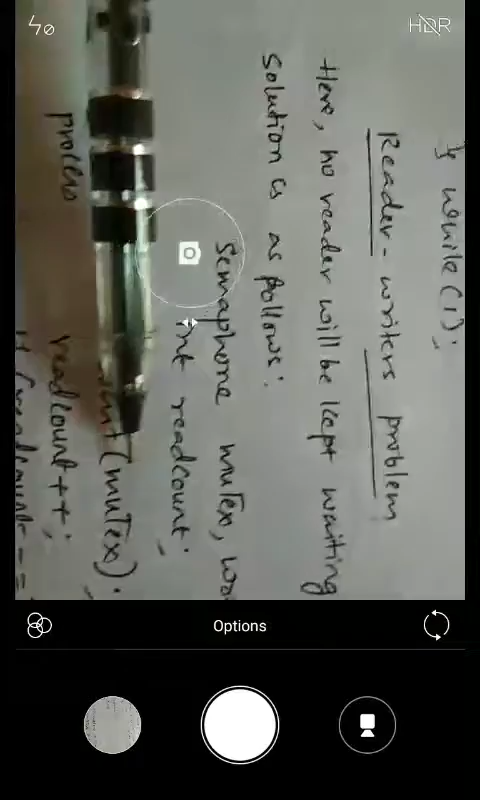 HDR
} while(1);
Reader-writers problem
Here, no reader will be kept waiting
Solution is as follows:
Semaphore mutex,
int readcount;
process
wait(mutex);
readcount++;
Options